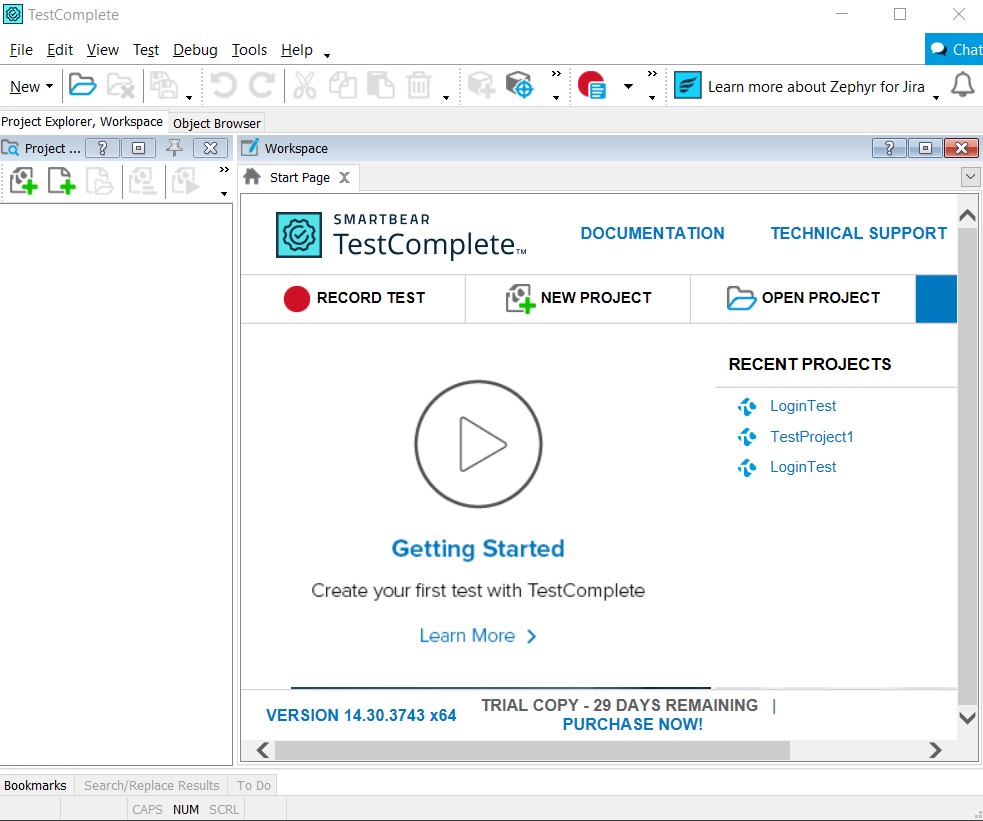 TestComplete
File Edit View Test Debug Tools Help
Chat
New
Learn more about Zephyr for Jira
Project Explorer, Workspace Object Browser
Project ... ?
Workspace ?
Start Page
SMARTBEAR
TestComplete™
DOCUMENTATION TECHNICAL SUPPORT
RECORD TEST NEW PROJECT OPEN PROJECT
RECENT PROJECTS
LoginTest
TestProject1
LoginTest
Getting Started
Create your first test with TestComplete
Learn More
VERSION 14.30.3743 x64
TRIAL COPY - 29 DAYS REMAINING |
PURCHASE NOW!
Bookmarks Search/Replace Results To Do
CAPS NUM SCRL